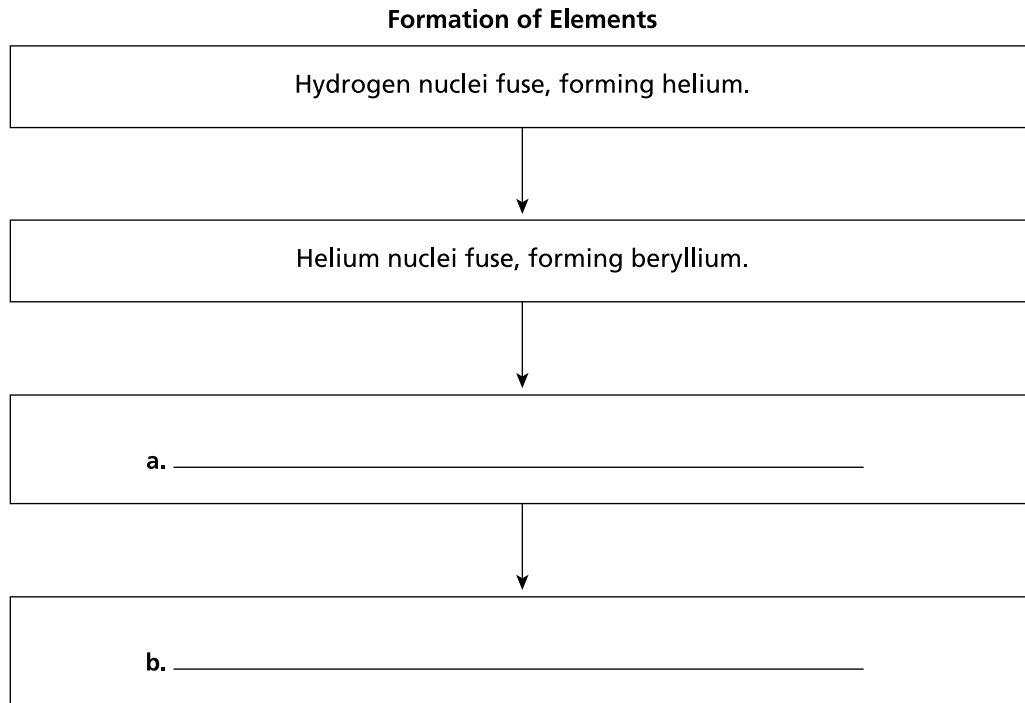 Formation of Elements
Hydrogen nuclei fuse, forming helium.
Helium nuclei fuse, forming beryllium.
a.
b.